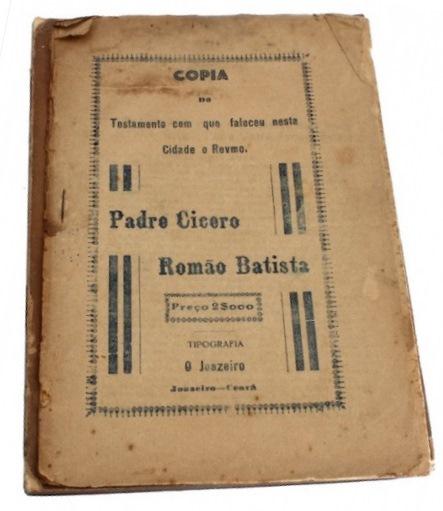 COPIA
DO
Testamento com que faleceu nesta
Cidade o Revmo.
Padre Cicero
Romão Batista
Preço 2$000
TIPOGRAFIA
O Joazeiro
Joazeiro—Ceará